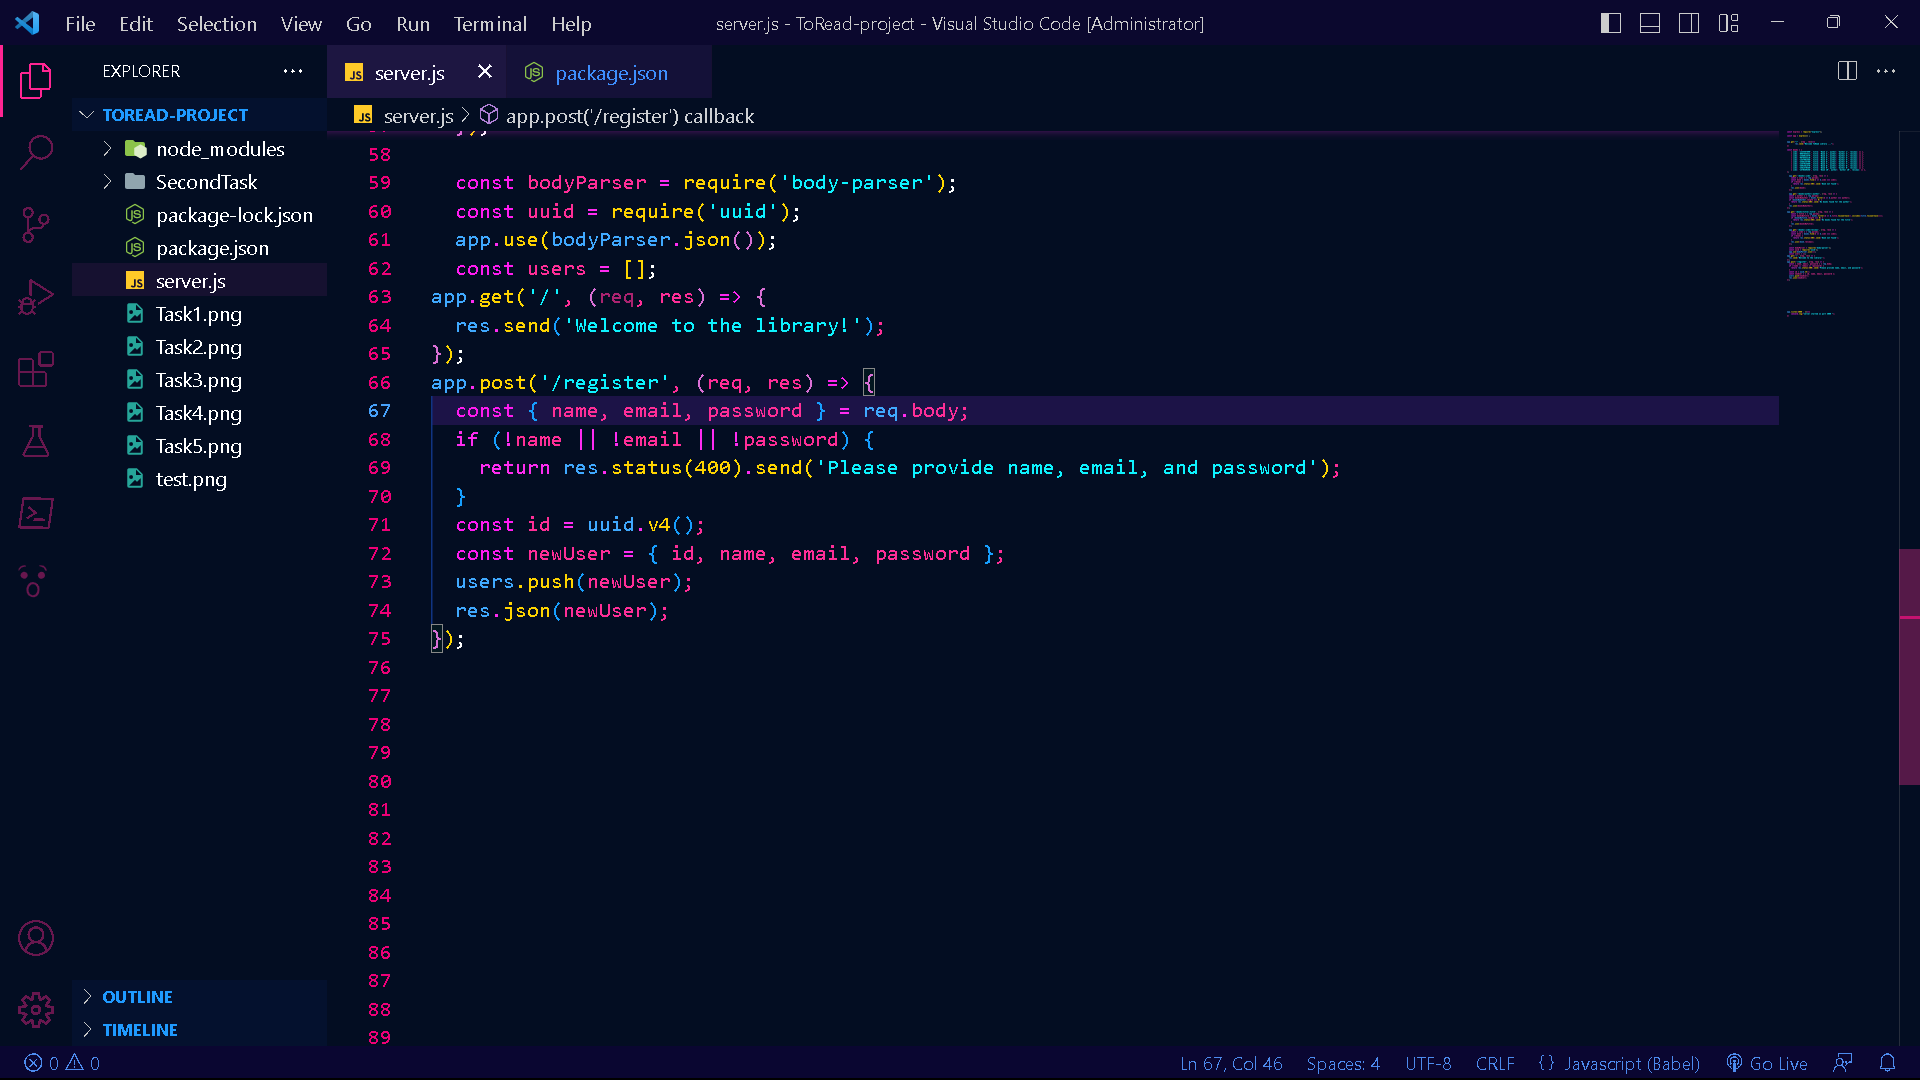 File Edit Selection View Go Run Terminal Help server.js - ToRead-project - Visual Studio Code [Administrator]
EXPLORER
TOREAD-PROJECT
node_modules
SecondTask
package-lock.json
package.json
server.js
Task1.png
Task2.png
Task3.png
Task4.png
Task5.png
test.png
OUTLINE
TIMELINE
server.js package.json
server.js > app.post('/register') callback
58
59 const bodyParser = require('body-parser');
60 const uuid = require('uuid');
61 app.use(bodyParser.json());
62 const users = [];
63 app.get('/', (req, res) => {
64 res.send('Welcome to the library!');
65 });
66 app.post('/register', (req, res) => {
67 const { name, email, password } = req.body;
68 if (!name || !email || !password) {
69 return res.status(400).send('Please provide name, email, and password');
70 }
71 const id = uuid.v4();
72 const newUser = { id, name, email, password };
73 users.push(newUser);
74 res.json(newUser);
75 });
76
77
78
79
80
81
82
83
84
85
86
87
88
89
0 0 Ln 67, Col 46 Spaces: 4 UTF-8 CRLF {} Javascript (Babel) Go Live